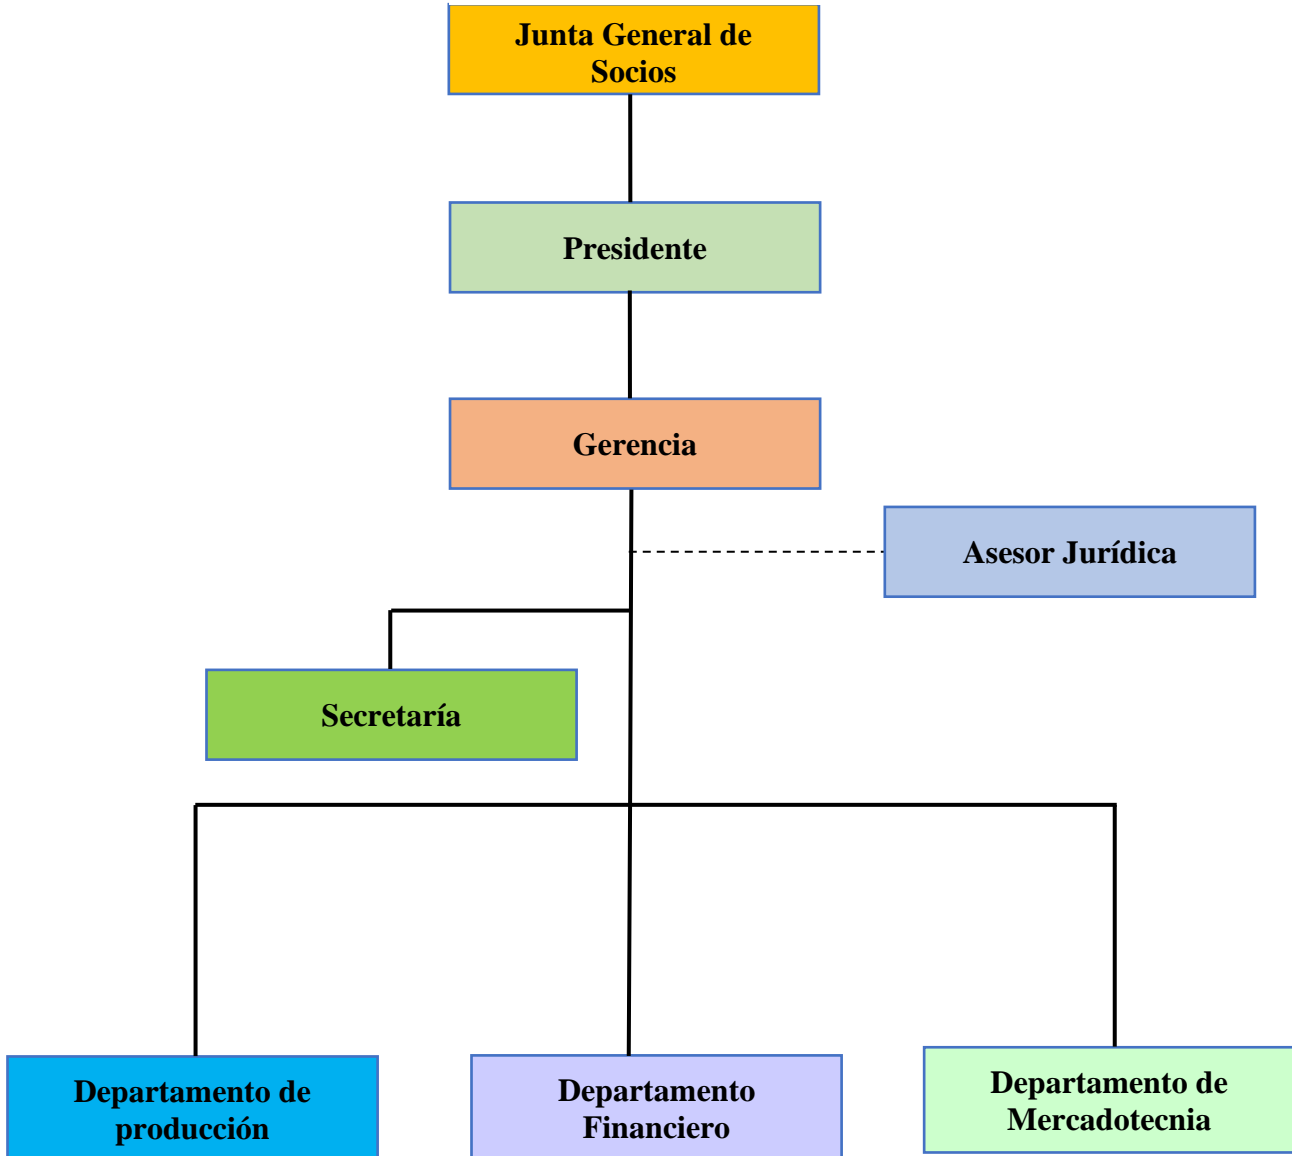 Junta General de
Socios
Presidente
Gerencia
Asesor Jurídica
Secretaría
Departamento de
producción
Departamento
Financiero
Departamento de
Mercadotecnia